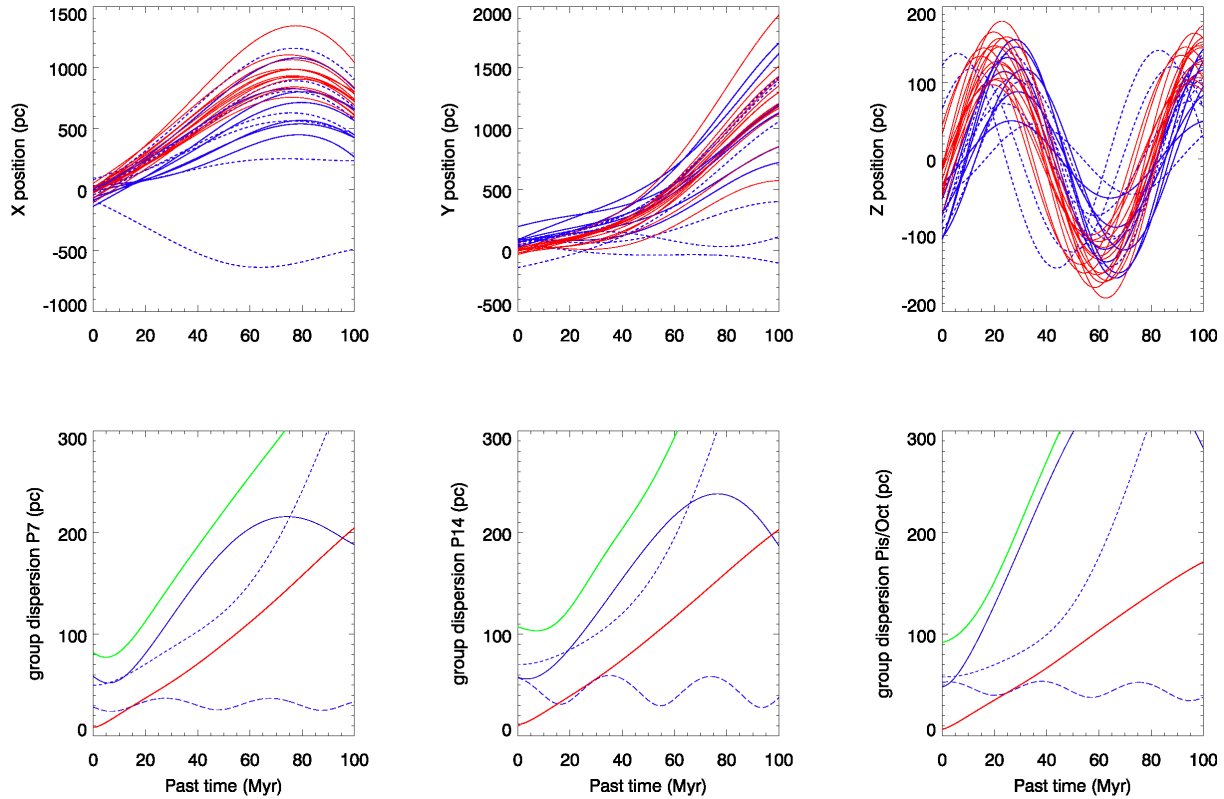 1500
1000
500
0
-500
-1000
X position (pc)
0 20 40 60 80 100
2000
1500
1000
500
0
-500
Y position (pc)
0 20 40 60 80 100
200
100
0
-100
-200
Z position (pc)
0 20 40 60 80 100
300
200
100
0
group dispersion P7 (pc)
0 20 40 60 80 100
Past time (Myr)
300
200
100
0
group dispersion P14 (pc)
0 20 40 60 80 100
Past time (Myr)
300
200
100
0
group dispersion Pis/Oct (pc)
0 20 40 60 80 100
Past time (Myr)